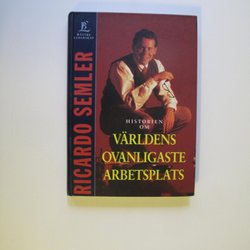 RICARDO SEMLER
HISTORIEN
OM
VÄRLDENS
OVANLIGASTE
ARBETSPLATS